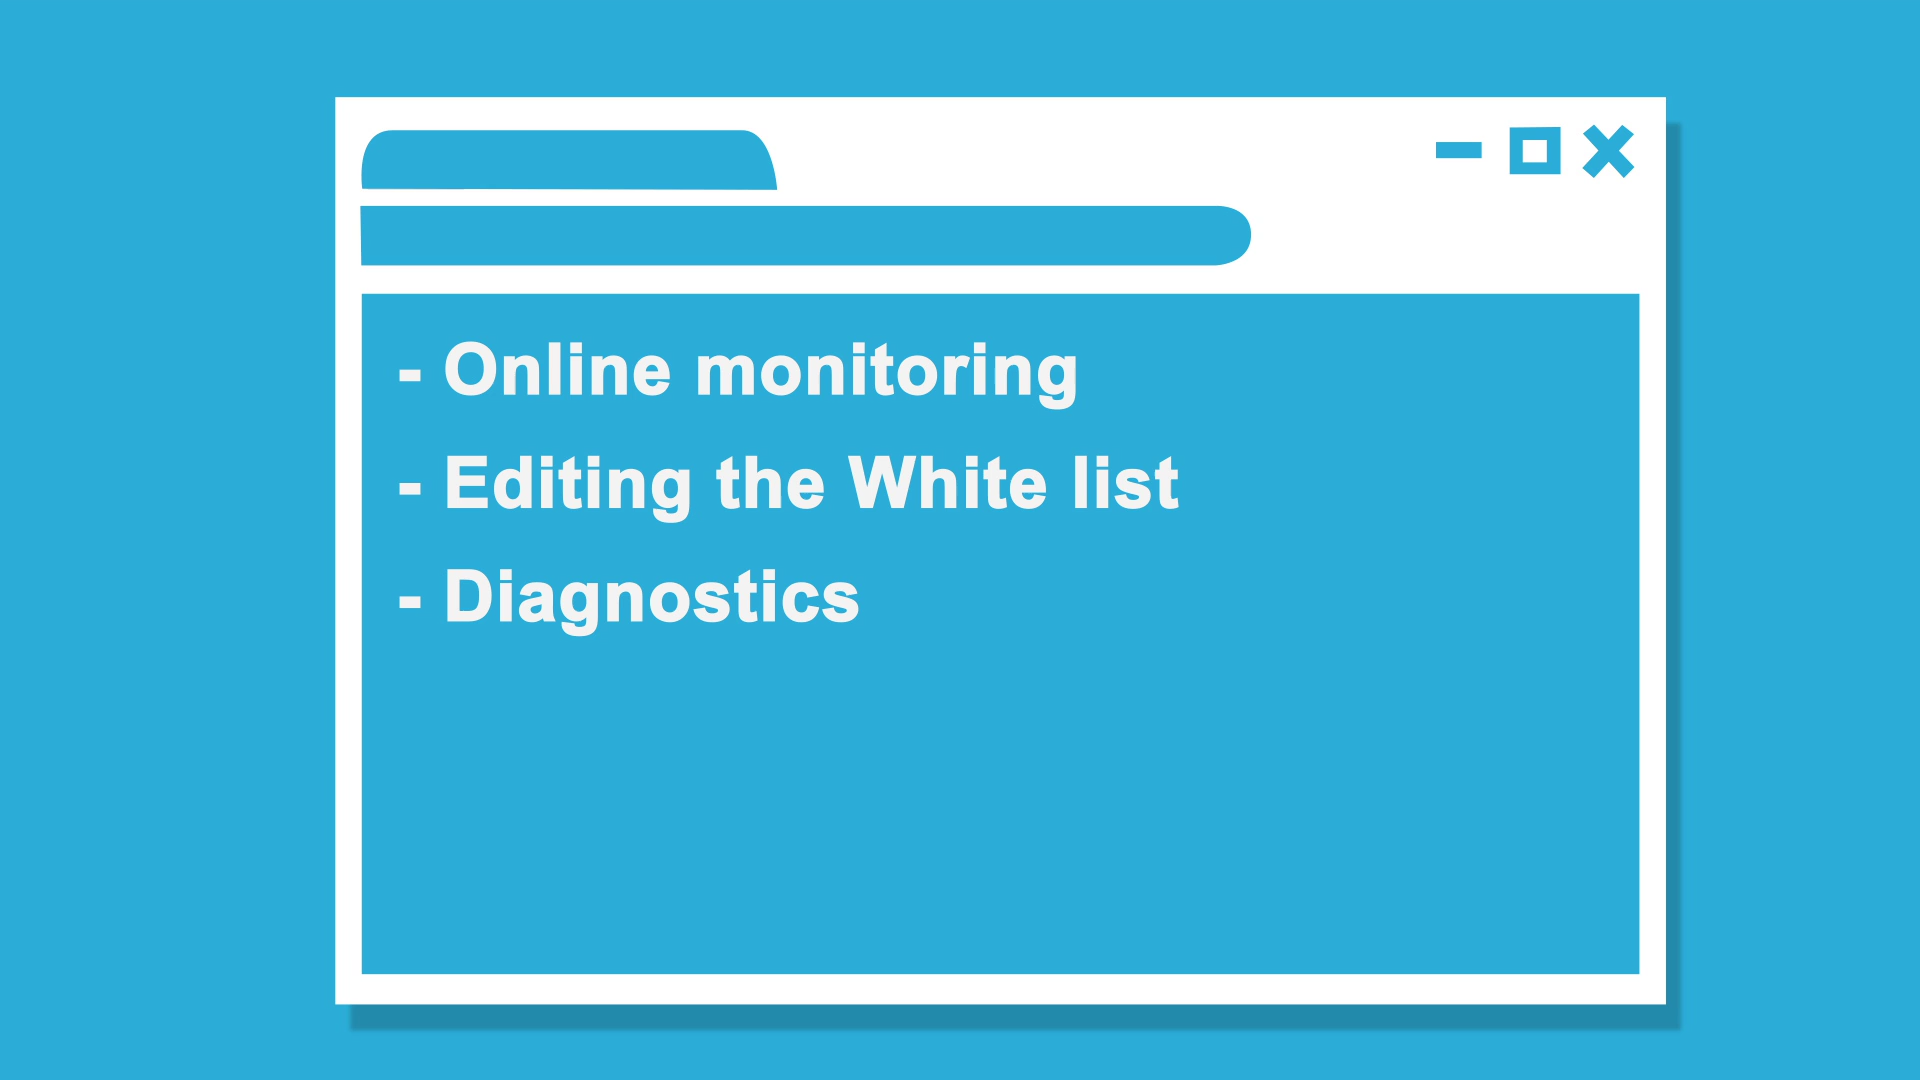 - Online monitoring
- Editing the White list
- Diagnostics